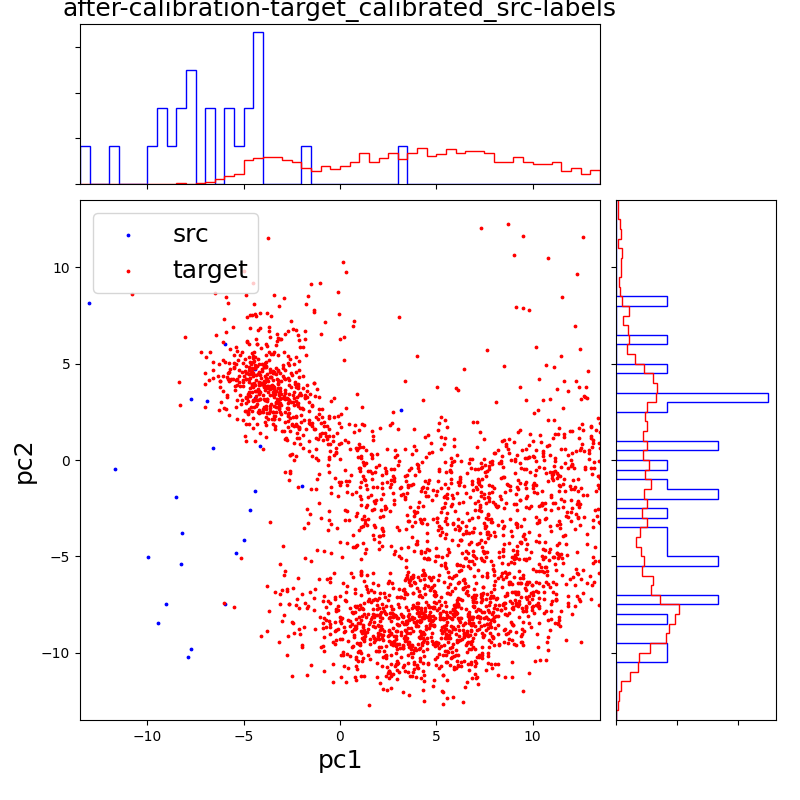 after-calibration-target_calibrated_src-labels
src
target
10
5
0
−5
−10
pc2
−10
−5
0
5
10
pc1